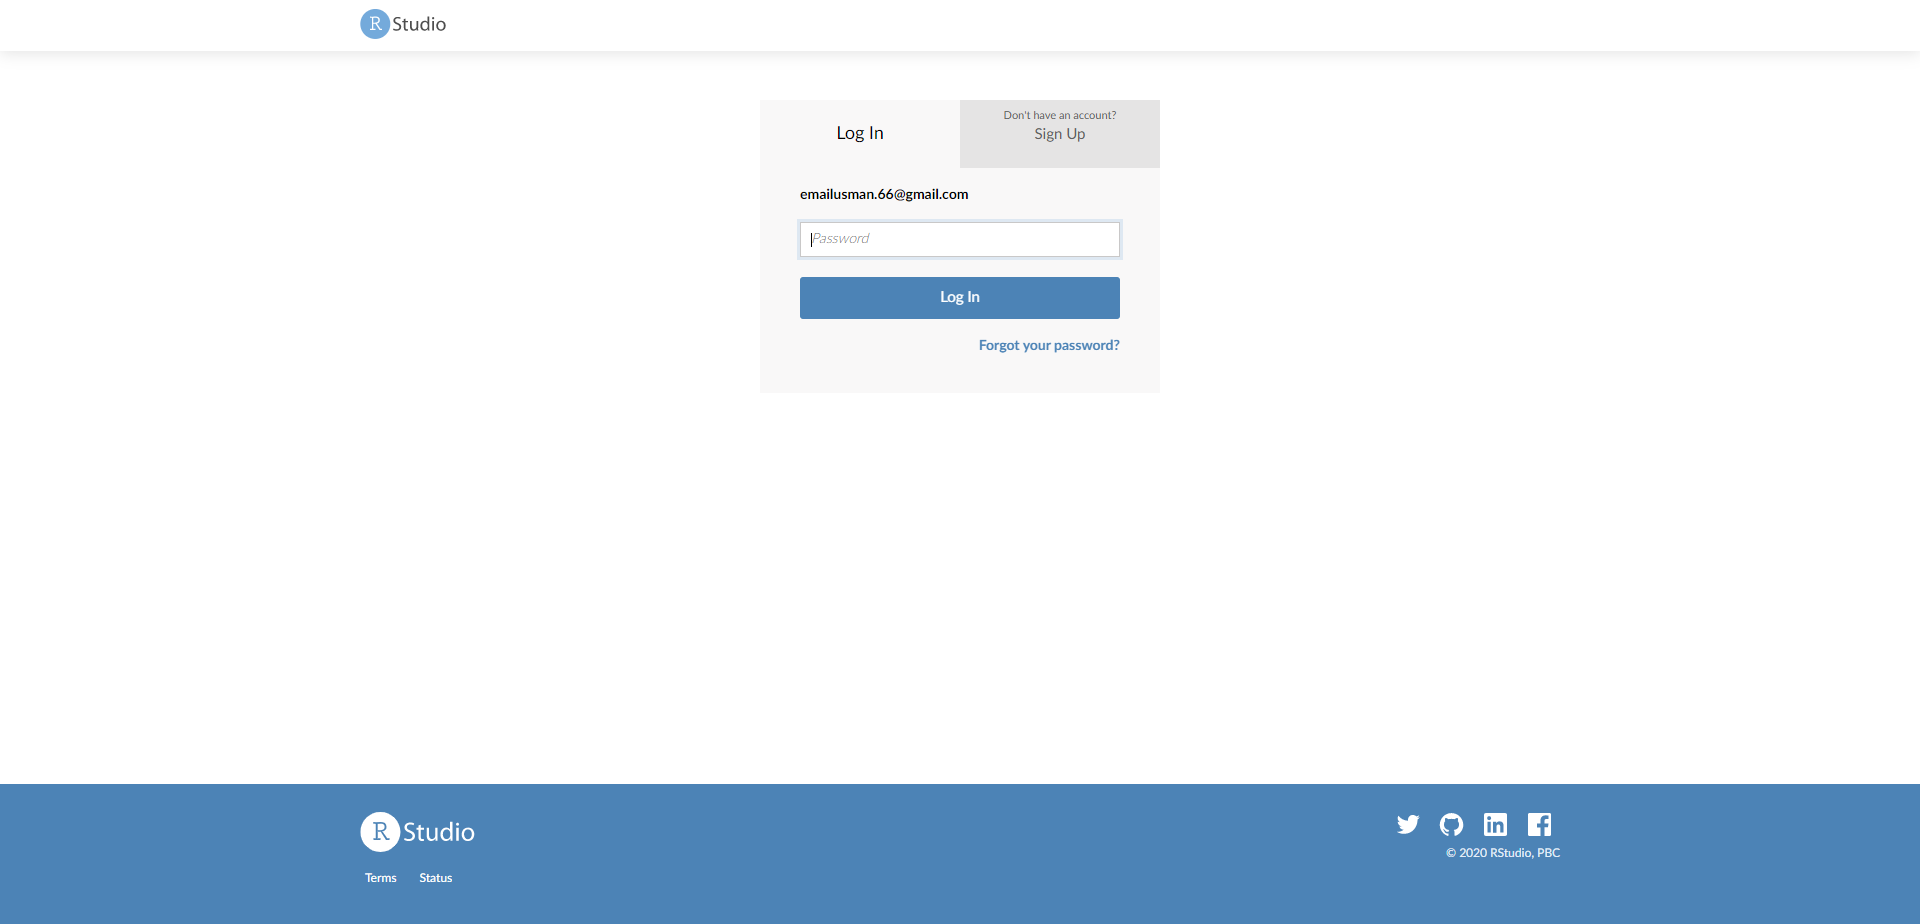 R Studio
Don't have an account?
Log In
Sign Up
emailusman.66@gmail.com
Password
Log In
Forgot your password?
R Studio
© 2020 RStudio, PBC
Terms Status